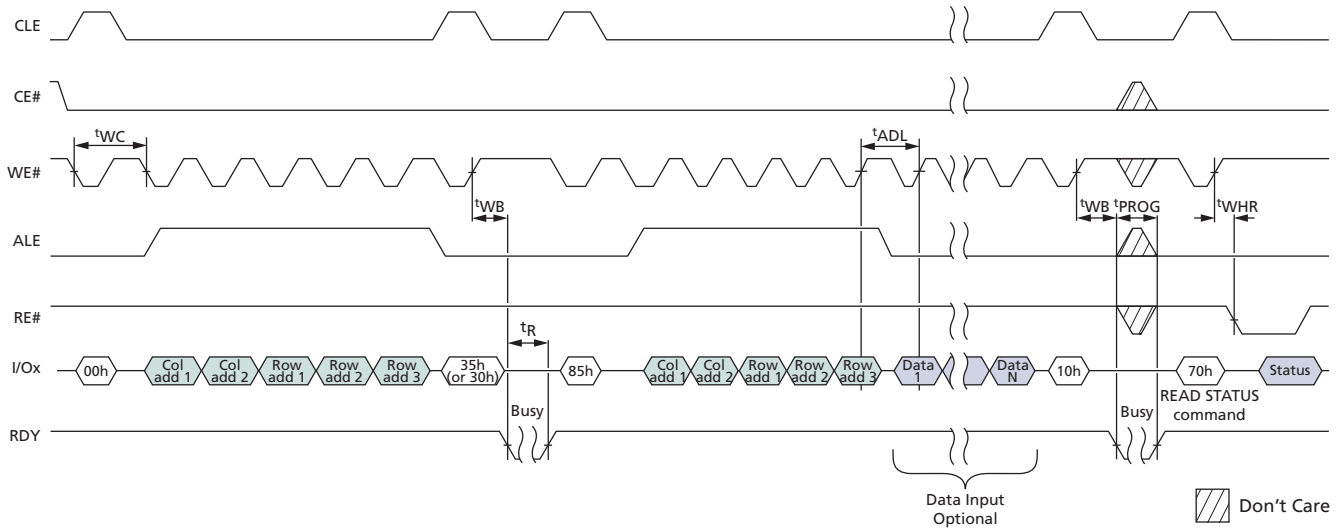 CLE
CE#
tWC
tADL
WE#
tWB
tWB
tPROG
tWHR
ALE
RE#
tR
I/Ox
00h
Col
add 1
Col
add 2
Row
add 1
Row
add 2
Row
add 3
35h
(or 30h)
85h
Col
add 1
Col
add 2
Row
add 1
Row
add 2
Row
add 3
Data
1
Data
N
10h
70h
Status
READ STATUS
command
Busy
Busy
RDY
Data Input
Optional
Don't Care